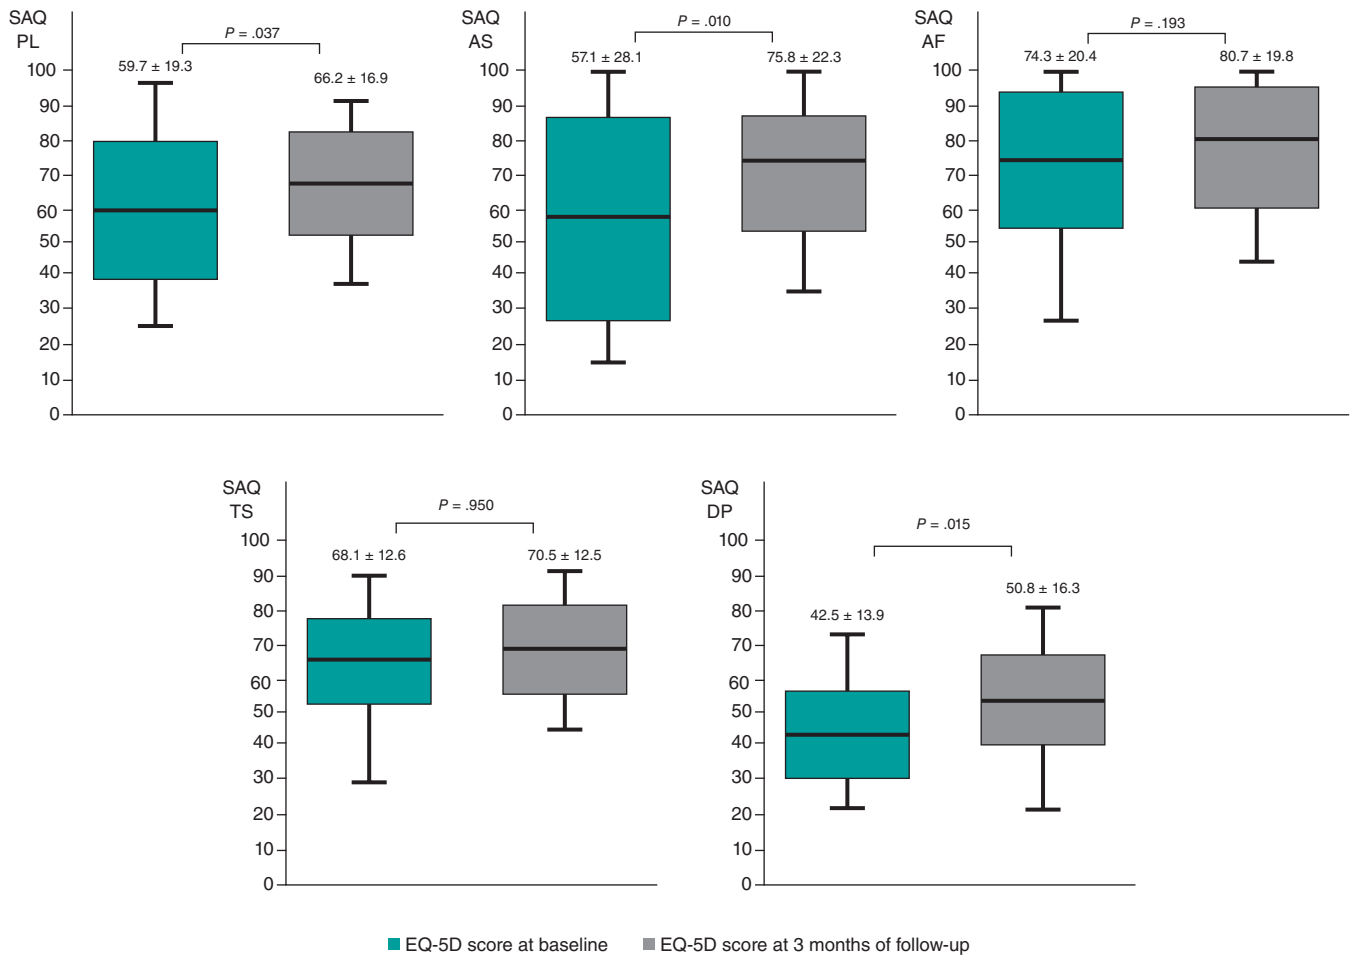 SAQ
PL
P = .037
59.7 ± 19.3
66.2 ± 16.9
100
90
80
70
60
50
40
30
20
10
0
SAQ
AS
P = .010
57.1 ± 28.1
75.8 ± 22.3
100
90
80
70
60
50
40
30
20
10
0
SAQ
AF
P = .193
74.3 ± 20.4
80.7 ± 19.8
100
90
80
70
60
50
40
30
20
10
0
SAQ
TS
P = .950
68.1 ± 12.6
70.5 ± 12.5
100
90
80
70
60
50
40
30
20
10
0
SAQ
DP
P = .015
42.5 ± 13.9
50.8 ± 16.3
100
90
80
70
60
50
40
30
20
10
0
EQ-5D score at baseline
EQ-5D score at 3 months of follow-up